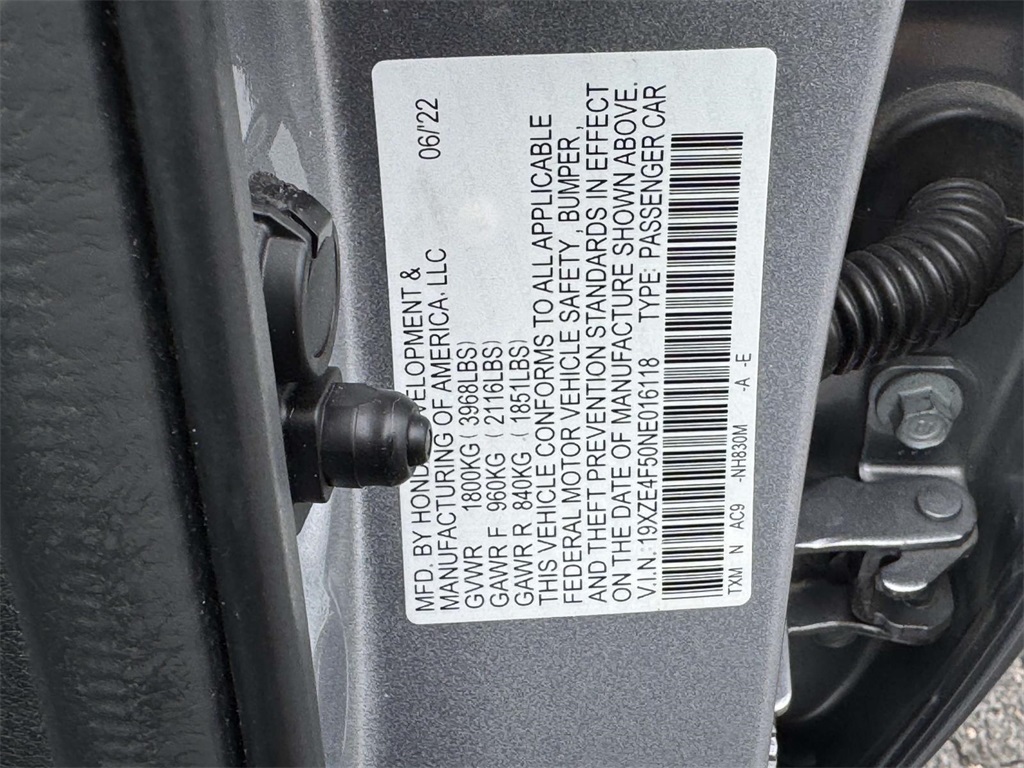 MFD. BY HONDA DEVELOPMENT & 06/'22
MANUFACTURING OF AMERICA, LLC
GVWR 1800KG ( 3968LBS)
GAWR F 960KG ( 2116LBS)
GAWR R 840KG ( 1851LBS)
THIS VEHICLE CONFORMS TO ALL APPLICABLE
FEDERAL MOTOR VEHICLE SAFETY, BUMPER,
AND THEFT PREVENTION STANDARDS IN EFFECT
ON THE DATE OF MANUFACTURE SHOWN ABOVE.
V.I.N.: 19XZE4F50NE016118 TYPE: PASSENGER CAR
TXM N AC9 -NH830M -A -E